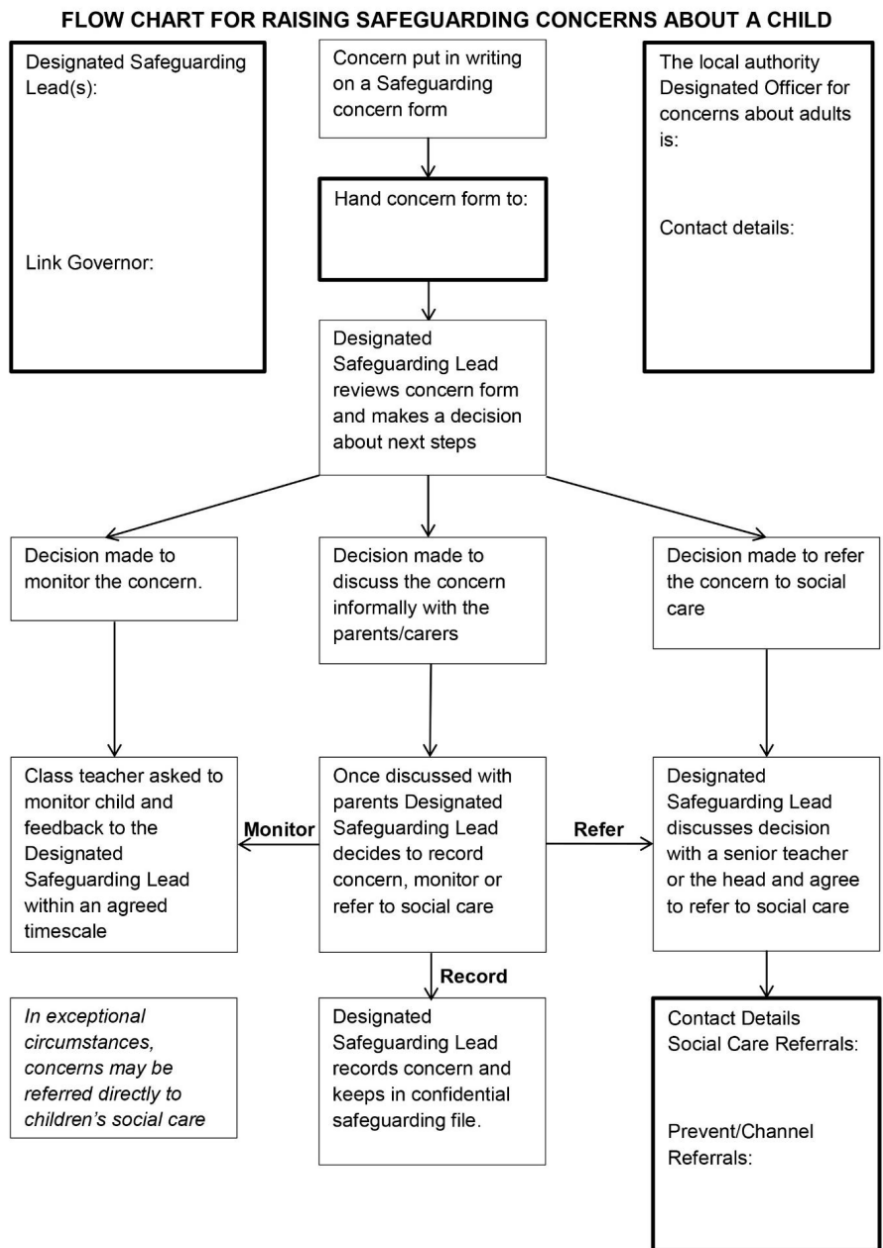 FLOW CHART FOR RAISING SAFEGUARDING CONCERNS ABOUT A CHILD
Designated Safeguarding
Lead(s):
Link Governor:
Concern put in writing
on a Safeguarding
concern form
The local authority
Designated Officer for
concerns about adults
is:
Contact details:
Hand concern form to:
Designated
Safeguarding Lead
reviews concern form
and makes a decision
about next steps
Decision made to
monitor the concern.
Decision made to
discuss the concern
informally with the
parents/carers
Decision made to refer
the concern to social
care
Class teacher asked to
monitor child and
feedback to the
Designated
Safeguarding Lead
within an agreed
timescale
Monitor
Once discussed with
parents Designated
Safeguarding Lead
decides to record
concern, monitor or
refer to social care
Refer
Designated
Safeguarding Lead
discusses decision
with a senior teacher
or the head and agree
to refer to social care
Record
In exceptional
circumstances,
concerns may be
referred directly to
children's social care
Designated
Safeguarding Lead
records concern and
keeps in confidential
safeguarding file.
Contact Details
Social Care Referrals:
Prevent/Channel
Referrals: